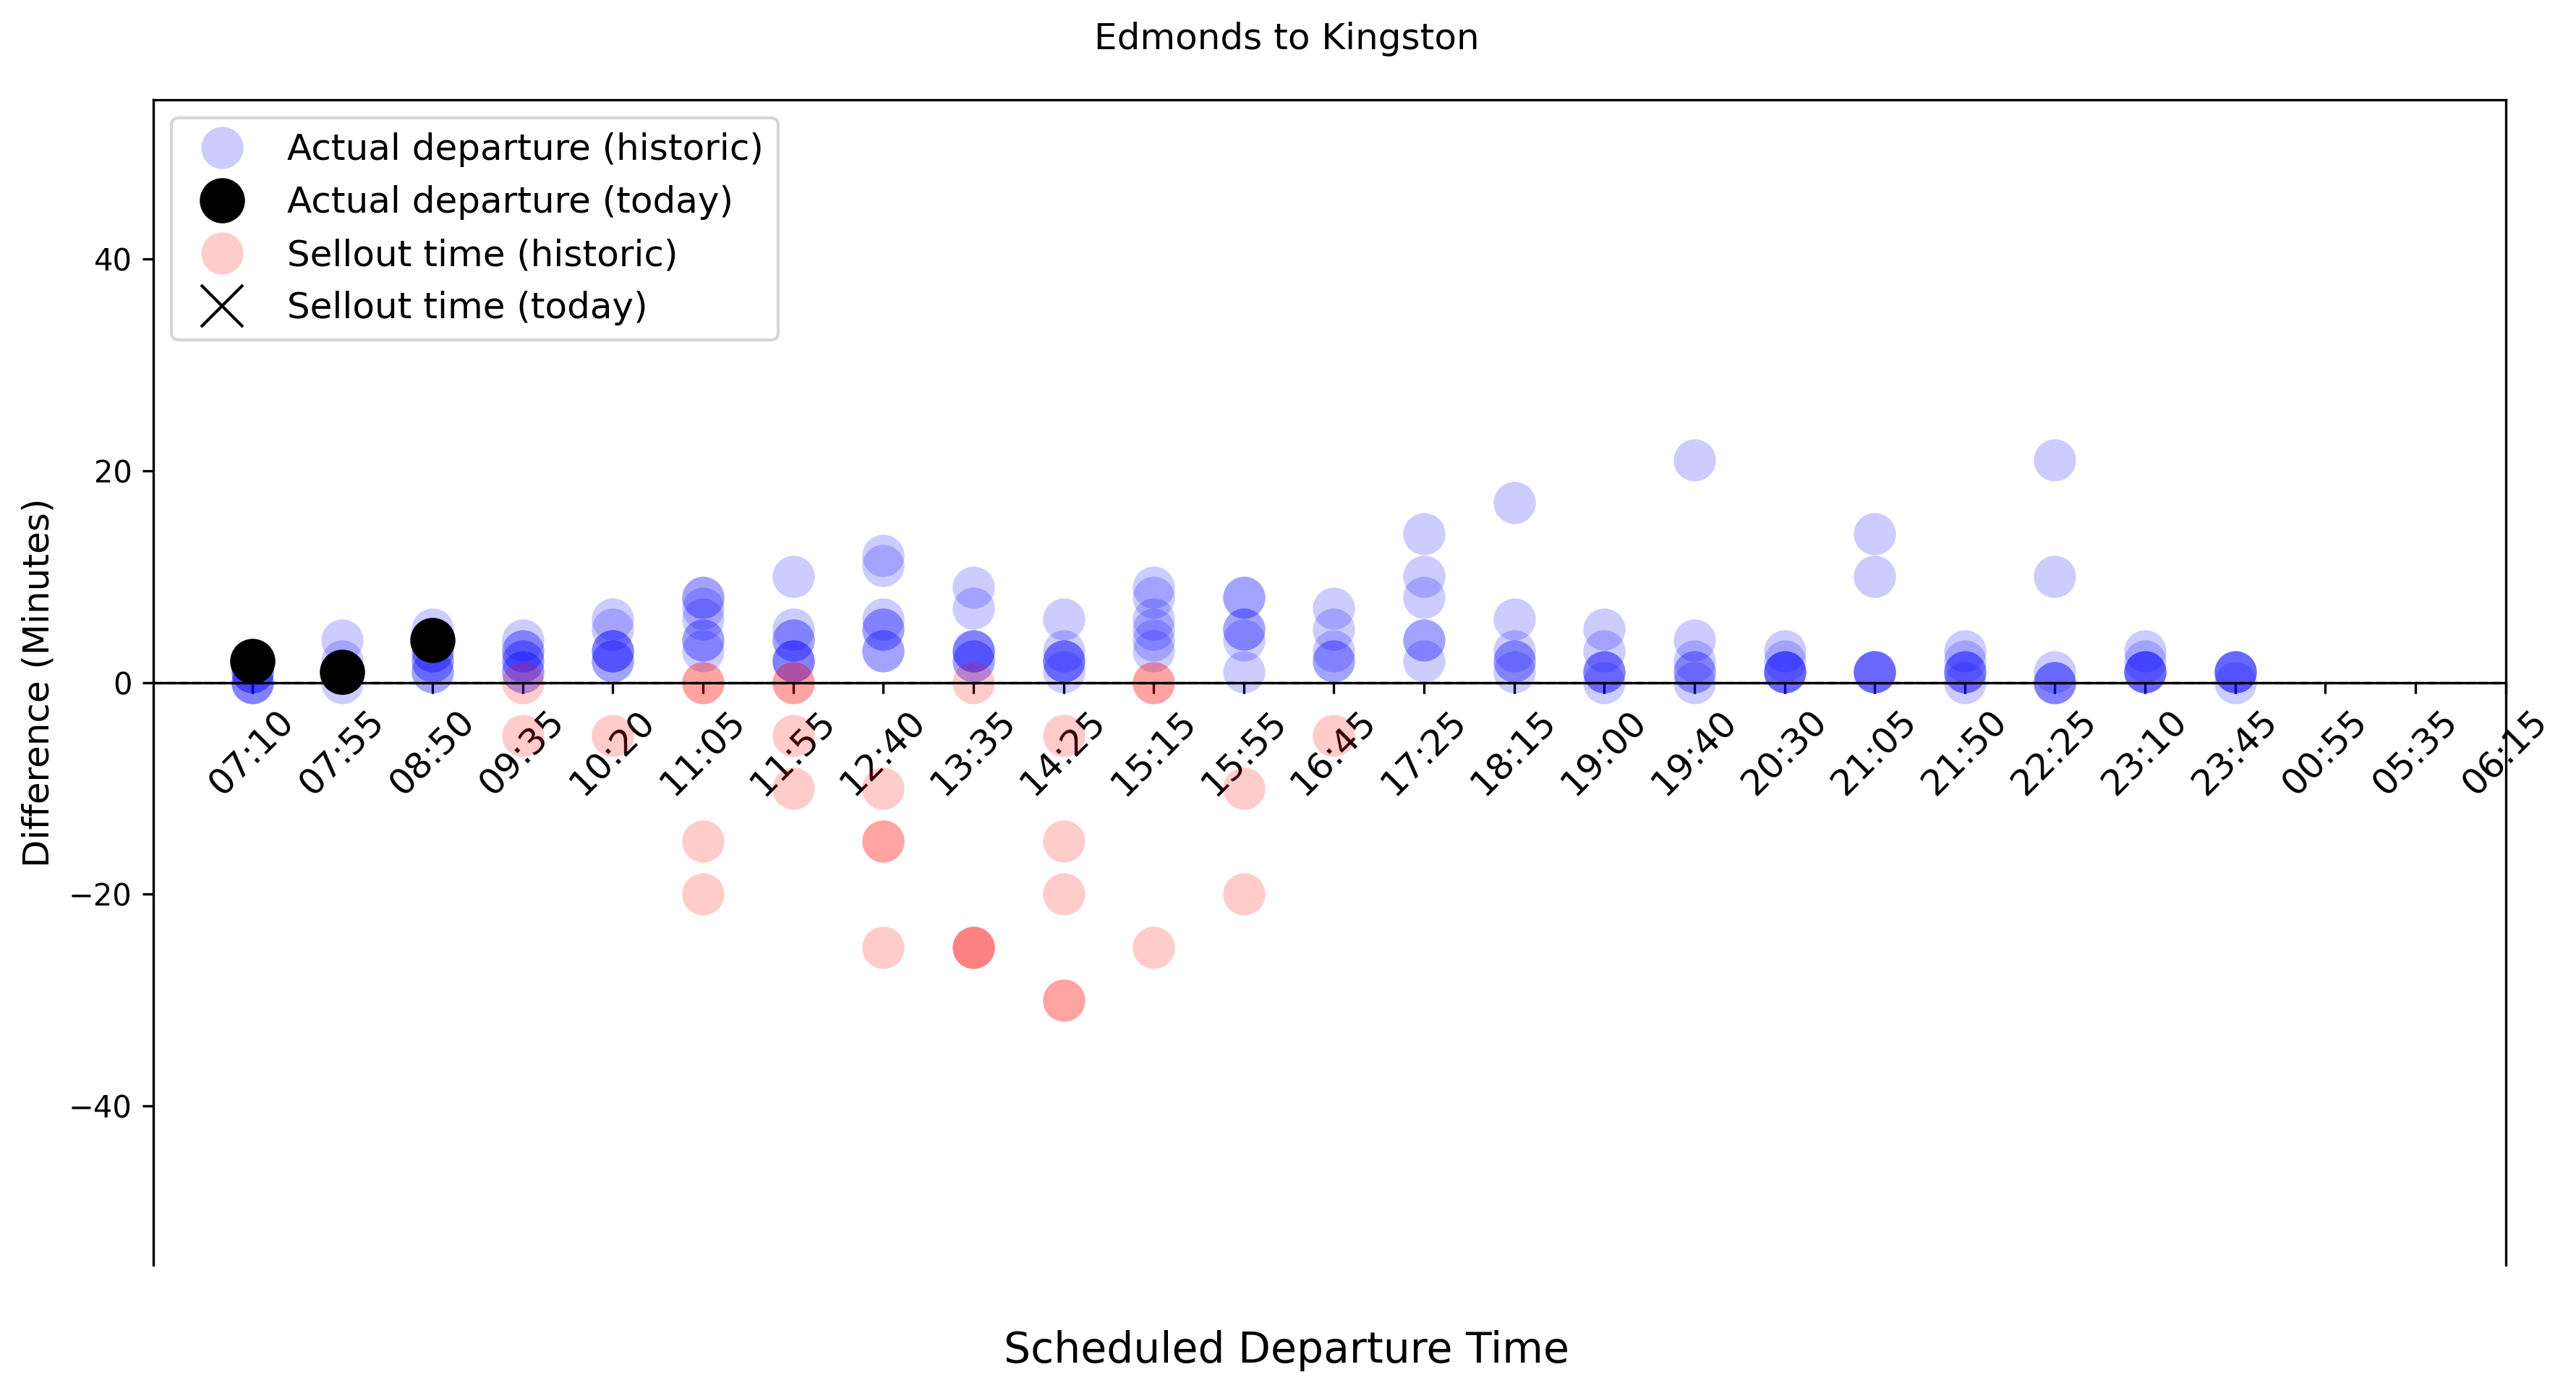 Edmonds to Kingston
Actual departure (historic)
Actual departure (today)
Sellout time (historic)
Sellout time (today)
40
20
0
−20
−40
Difference (Minutes)
07:10 07:55 08:50 09:35 10:20 11:05 11:55 12:40 13:35 14:25 15:15 15:55 16:45 17:25 18:15 19:00 19:40 20:30 21:05 21:50 22:25 23:10 23:45 00:55 05:35 06:15
Scheduled Departure Time